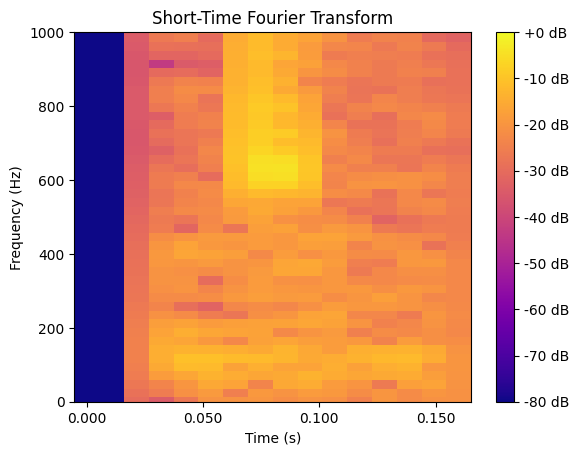 Short-Time Fourier Transform
1000
800
600
400
200
0
Frequency (Hz)
0.000
0.050
0.100
0.150
Time (s)
+0 dB
-10 dB
-20 dB
-30 dB
-40 dB
-50 dB
-60 dB
-70 dB
-80 dB